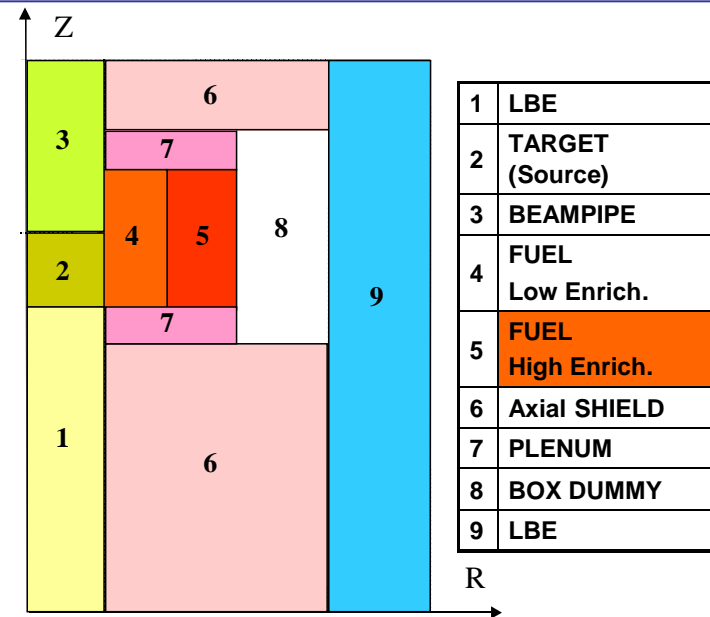 Z
6
3
7
4
5
8
2
9
7
1
6
R
1 LBE
2 TARGET
(Source)
3 BEAMPIPE
4 FUEL
Low Enrich.
5 FUEL
High Enrich.
6 Axial SHIELD
7 PLENUM
8 BOX DUMMY
9 LBE